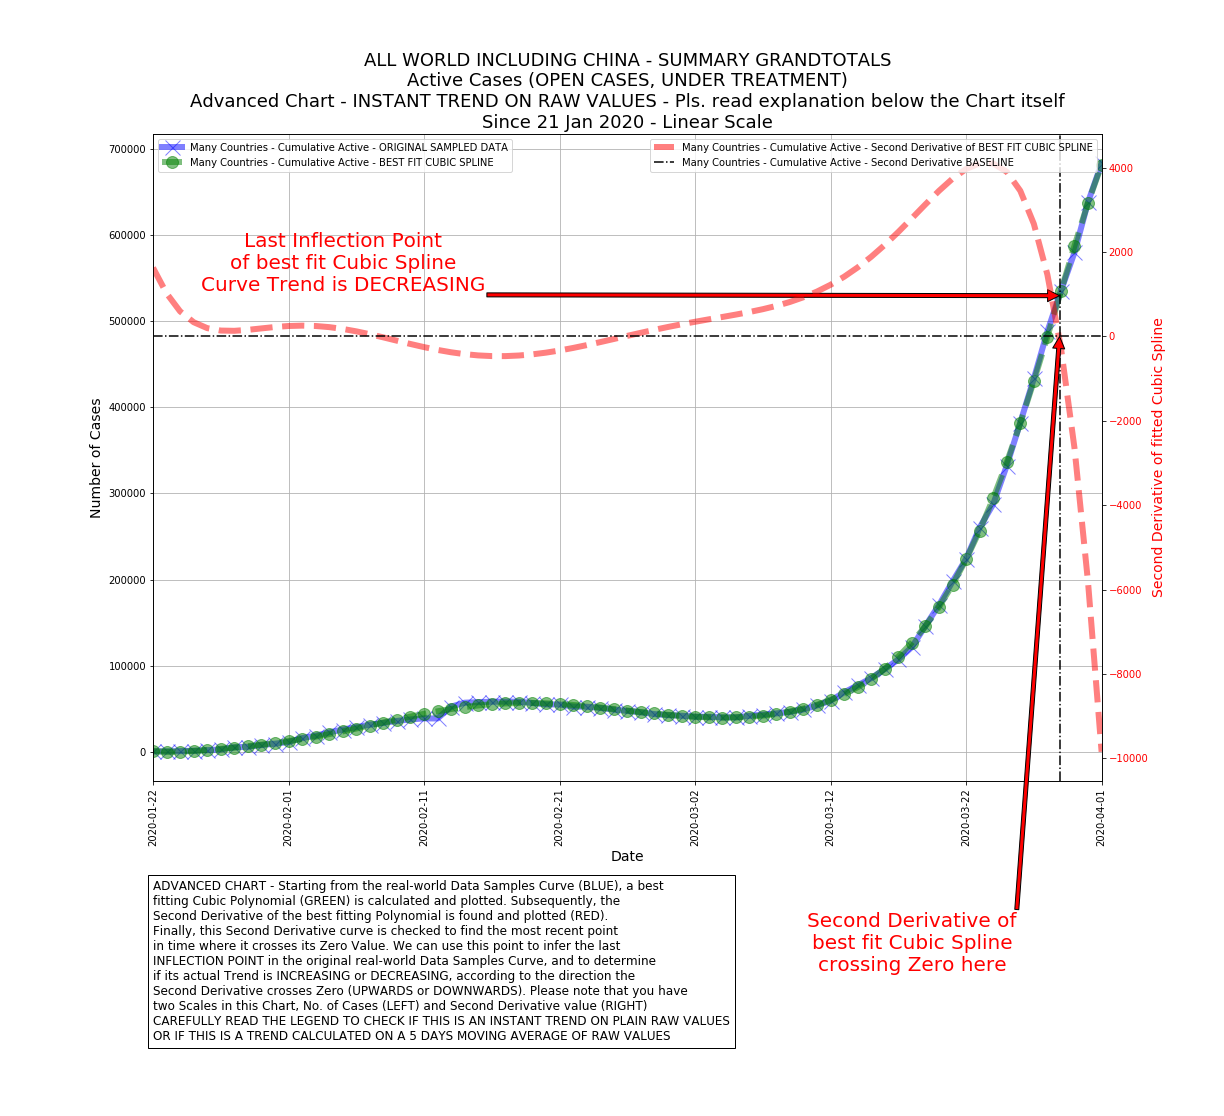 ALL WORLD INCLUDING CHINA - SUMMARY GRANDTOTALS
Active Cases (OPEN CASES, UNDER TREATMENT)
Advanced Chart - INSTANT TREND ON RAW VALUES - Pls. read explanation below the Chart itself
Since 21 Jan 2020 - Linear Scale
Many Countries - Cumulative Active - ORIGINAL SAMPLED DATA
Many Countries - Cumulative Active - BEST FIT CUBIC SPLINE
Many Countries - Cumulative Active - Second Derivative of BEST FIT CUBIC SPLINE
Many Countries - Cumulative Active - Second Derivative BASELINE
Last Inflection Point
of best fit Cubic Spline
Curve Trend is DECREASING
Number of Cases
700000
600000
500000
400000
300000
200000
100000
0
4000
2000
0
−2000
−4000
−6000
−8000
−10000
Second Derivative of fitted Cubic Spline
2020-01-22
2020-02-01
2020-02-11
2020-02-21
2020-03-02
2020-03-12
2020-03-22
2020-04-01
Date
ADVANCED CHART - Starting from the real-world Data Samples Curve (BLUE), a best
fitting Cubic Polynomial (GREEN) is calculated and plotted. Subsequently, the
Second Derivative of the best fitting Polynomial is found and plotted (RED).
Finally, this Second Derivative curve is checked to find the most recent point
in time where it crosses its Zero Value. We can use this point to infer the last
INFLECTION POINT in the original real-world Data Samples Curve, and to determine
if its actual Trend is INCREASING or DECREASING, according to the direction the
Second Derivative crosses Zero (UPWARDS or DOWNWARDS). Please note that you have
two Scales in this Chart, No. of Cases (LEFT) and Second Derivative value (RIGHT)
CAREFULLY READ THE LEGEND TO CHECK IF THIS IS AN INSTANT TREND ON PLAIN RAW VALUES
OR IF THIS IS A TREND CALCULATED ON A 5 DAYS MOVING AVERAGE OF RAW VALUES
Second Derivative of
best fit Cubic Spline
crossing Zero here